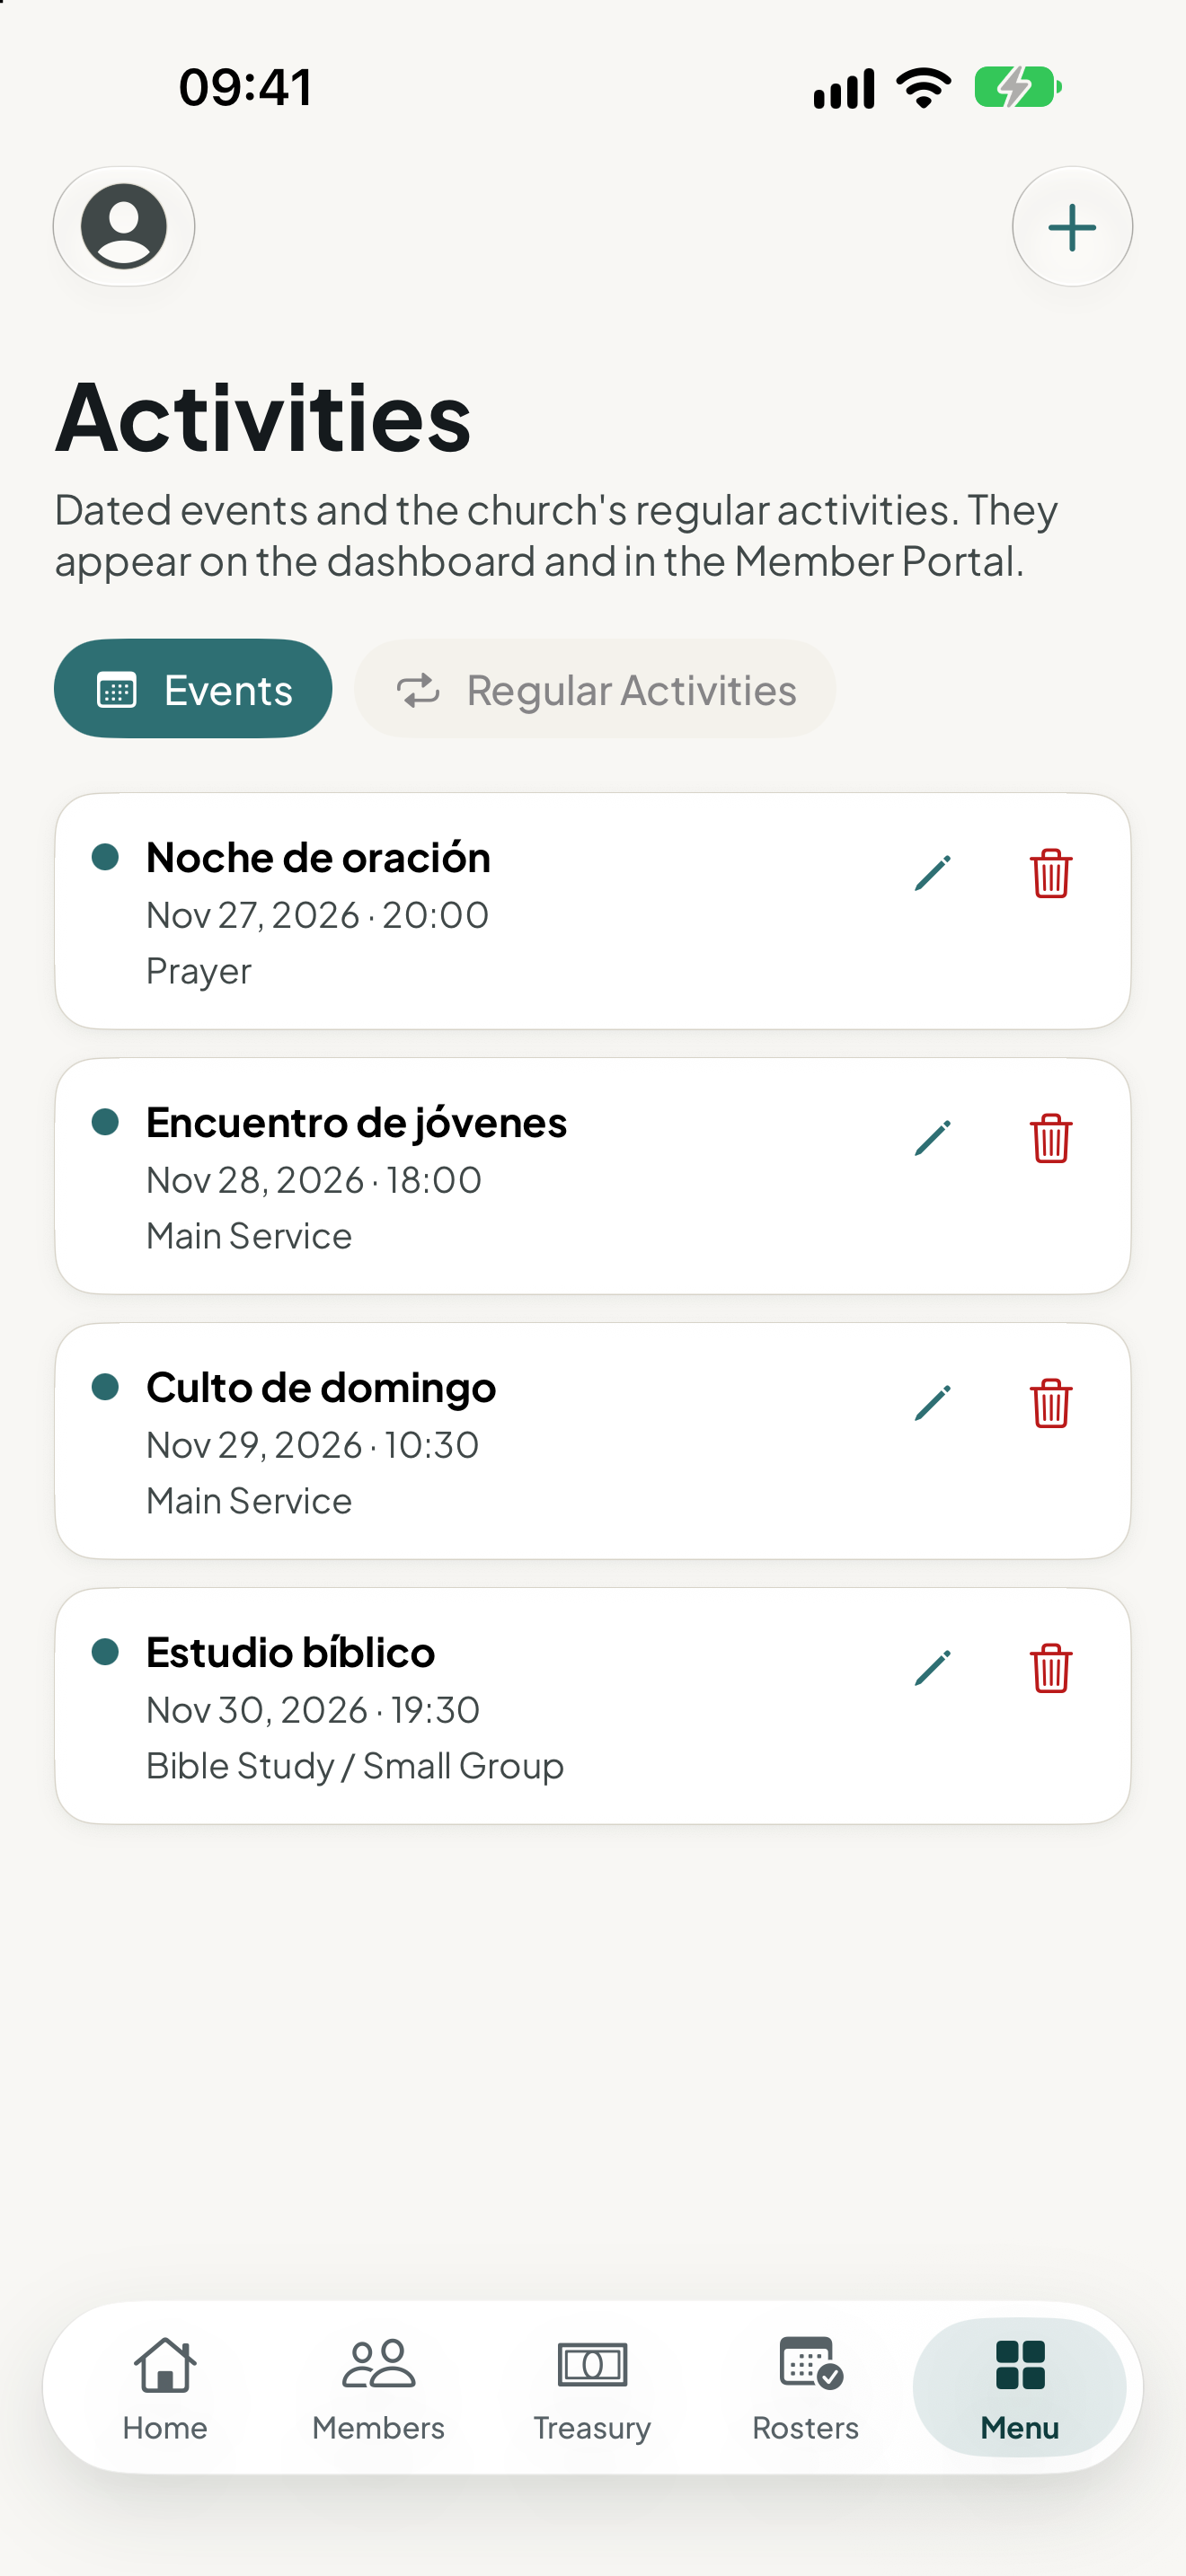 09:41
Activities
Dated events and the church's regular activities. They
appear on the dashboard and in the Member Portal.
Events
Regular Activities
Noche de oración
Nov 27, 2026 · 20:00
Prayer
Encuentro de jóvenes
Nov 28, 2026 · 18:00
Main Service
Culto de domingo
Nov 29, 2026 · 10:30
Main Service
Estudio bíblico
Nov 30, 2026 · 19:30
Bible Study / Small Group
Home
Members
Treasury
Rosters
Menu